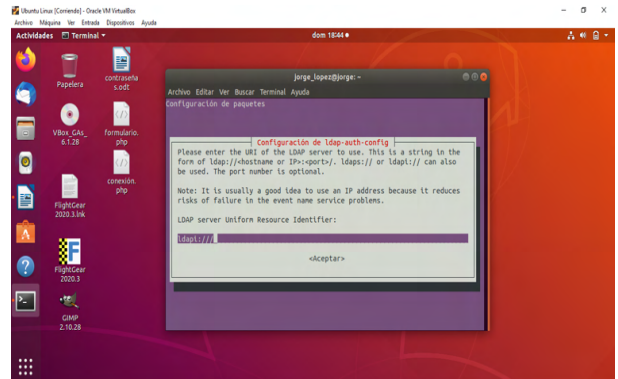 Ubuntu Linux [Corriendo] - Oracle VM VirtualBox
Archivo Máquina Ver Entrada Dispositivos Ayuda
Actividades Terminal dom 18:44
Papelera
contraseña
s.odt
jorge_lopez@jorge: ~
Archivo Editar Ver Buscar Terminal Ayuda
Configuración de paquetes
VBox_GAs_
6.1.28
formulario.
php
Configuración de ldap-auth-config
Please enter the URI of the LDAP server to use. This is a string in the
form of ldap://<hostname or IP>:<port>/. ldaps:// or ldapi:// can also
be used. The port number is optional.
Note: It is usually a good idea to use an IP address because it reduces
risks of failure in the event name service problems.
LDAP server Uniform Resource Identifier:
ldapi:///
<Aceptar>
FlightGear
2020.3.lnk
conexión.
php
FlightGear
2020.3
GIMP
2.10.28